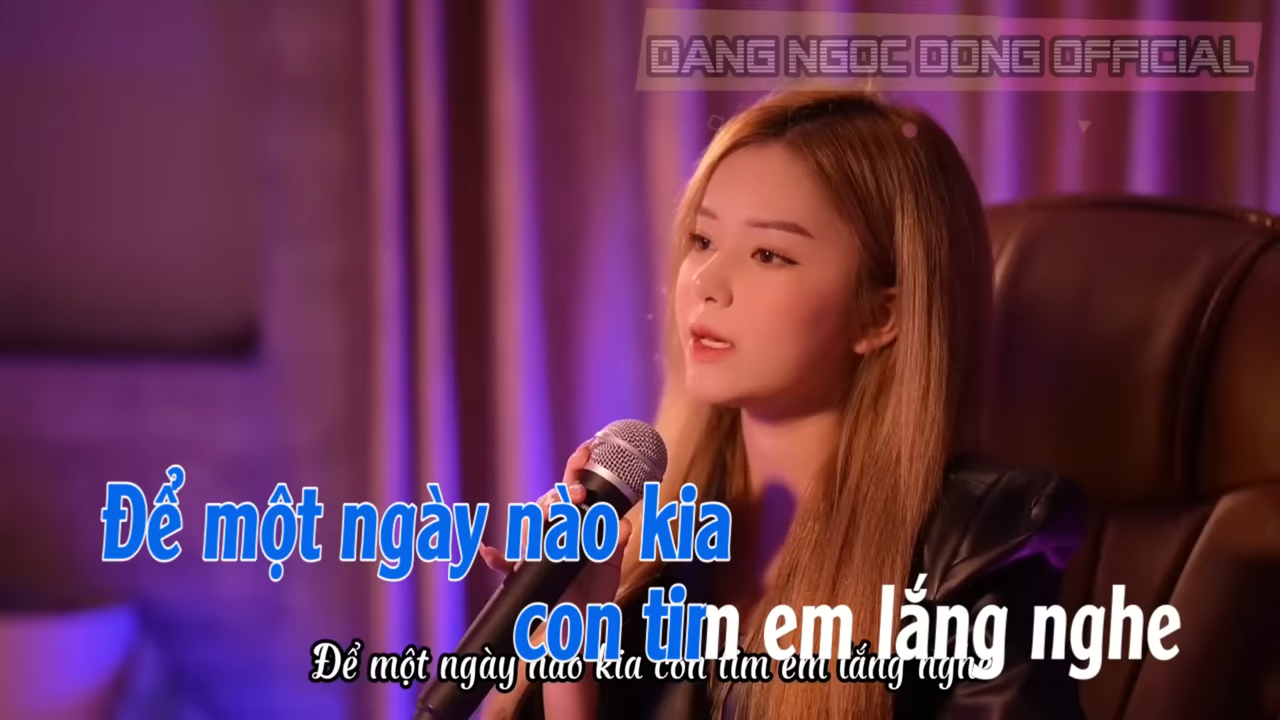 DANG NGOC DONG OFFICIAL
Để một ngày nào kia
con tim em lắng nghe
Để một ngày nào kia con tim em lắng nghe